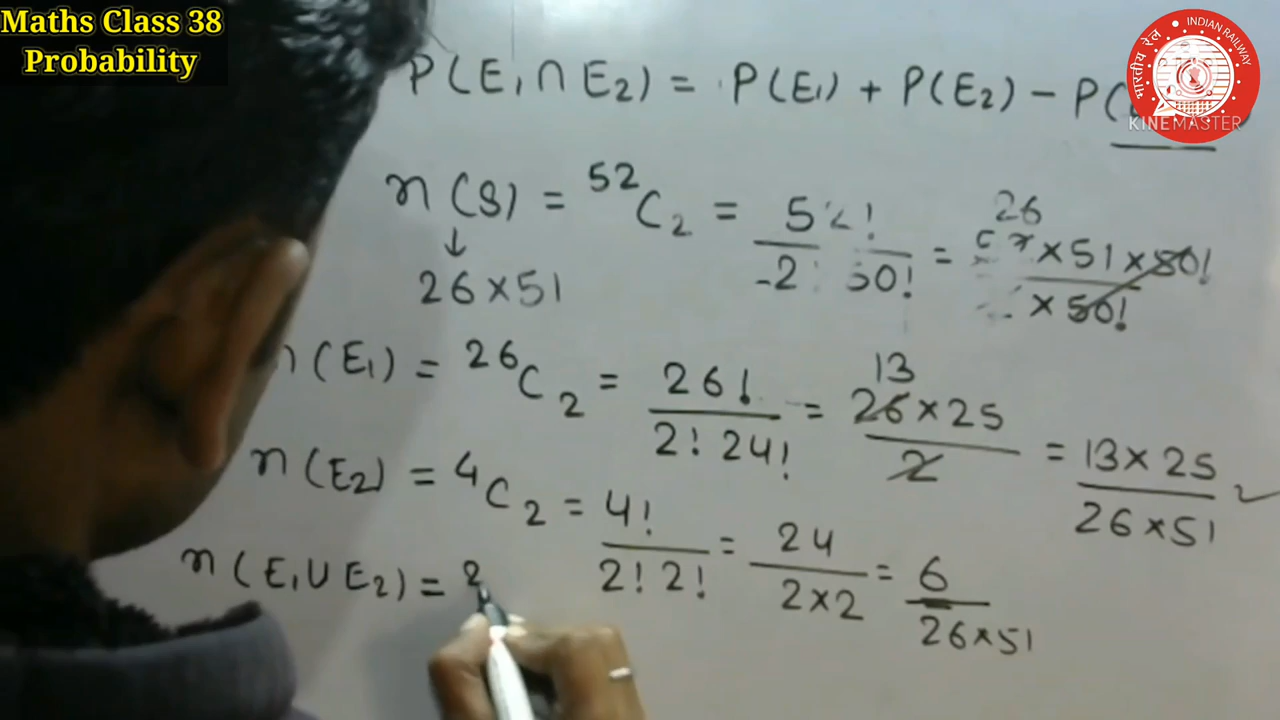 Maths Class 38
Probability
भारतीय रेल INDIAN RAILWAY
KINEMASTER
P(E₁ ∩ E₂) = P(E₁) + P(E₂) - P(
n(S) = ⁵²C₂ = 52!/2! 50! = 52 × 51 × 50!/ × 50!
26
↓
26 × 51
n(E₁) = ²⁶C₂ = 26!/2! 24! = 26 × 25/2 = 13 × 25/26 × 51 ✓
13
n(E₂) = ⁴C₂ = 4!/2! 2! = 24/2 × 2 = 6/26 × 51
n(E₁ ∪ E₂) = 2